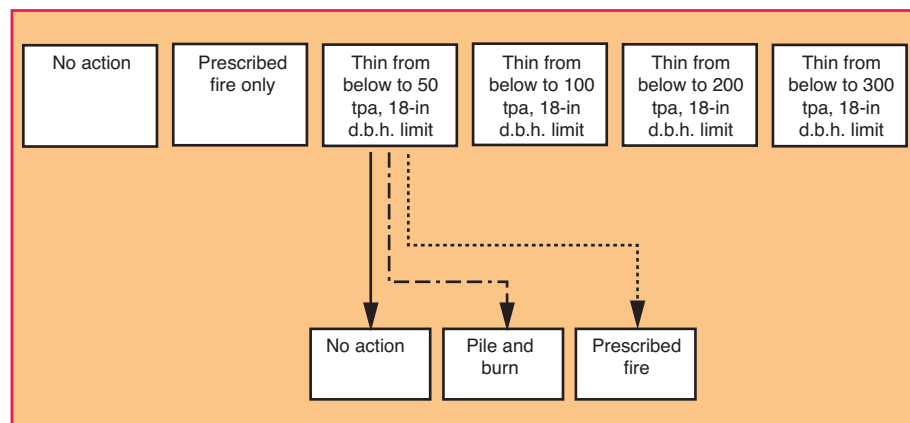 No action
Prescribed
fire only
Thin from
below to 50
tpa, 18-in
d.b.h. limit
Thin from
below to 100
tpa, 18-in
d.b.h. limit
Thin from
below to 200
tpa, 18-in
d.b.h. limit
Thin from
below to 300
tpa, 18-in
d.b.h. limit
No action
Pile and
burn
Prescribed
fire